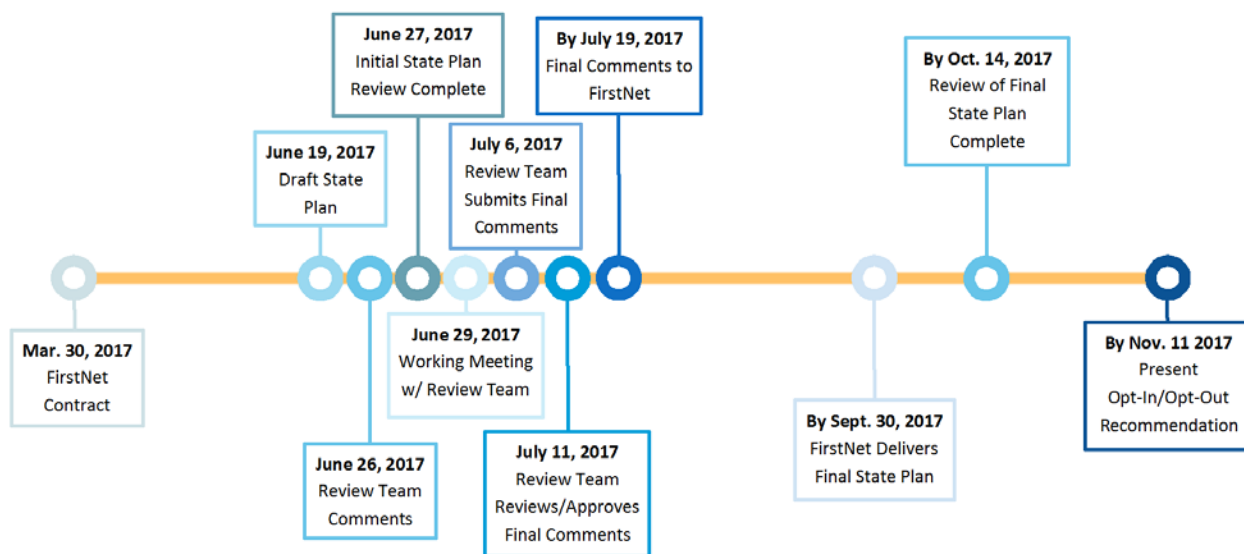 Mar. 30, 2017
FirstNet
Contract
June 19, 2017
Draft State
Plan
June 26, 2017
Review Team
Comments
June 27, 2017
Initial State Plan
Review Complete
June 29, 2017
Working Meeting
w/ Review Team
July 6, 2017
Review Team
Submits Final
Comments
July 11, 2017
Review Team
Reviews/Approves
Final Comments
By July 19, 2017
Final Comments to
FirstNet
By Sept. 30, 2017
FirstNet Delivers
Final State Plan
By Oct. 14, 2017
Review of Final
State Plan
Complete
By Nov. 11 2017
Present
Opt-In/Opt-Out
Recommendation